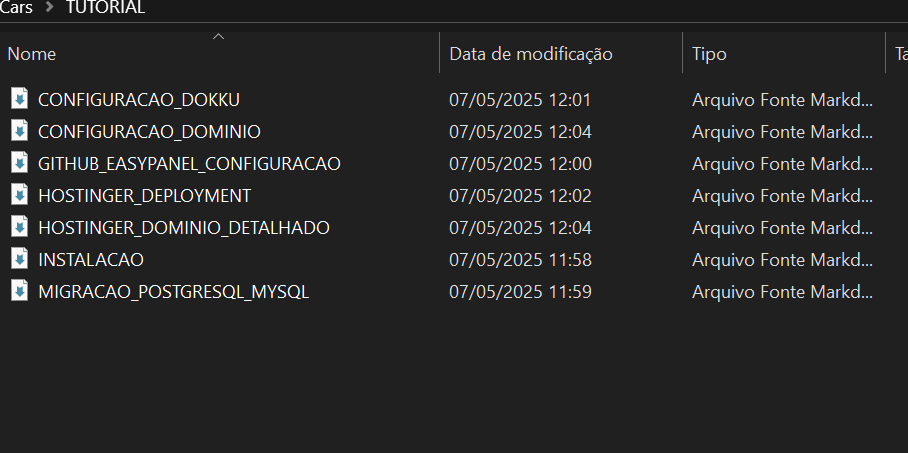 Cars > TUTORIAL
Nome Data de modificação Tipo Ta
CONFIGURACAO_DOKKU 07/05/2025 12:01 Arquivo Fonte Markd...
CONFIGURACAO_DOMINIO 07/05/2025 12:04 Arquivo Fonte Markd...
GITHUB_EASYPANEL_CONFIGURACAO 07/05/2025 12:00 Arquivo Fonte Markd...
HOSTINGER_DEPLOYMENT 07/05/2025 12:02 Arquivo Fonte Markd...
HOSTINGER_DOMINIO_DETALHADO 07/05/2025 12:04 Arquivo Fonte Markd...
INSTALACAO 07/05/2025 11:58 Arquivo Fonte Markd...
MIGRACAO_POSTGRESQL_MYSQL 07/05/2025 11:59 Arquivo Fonte Markd...